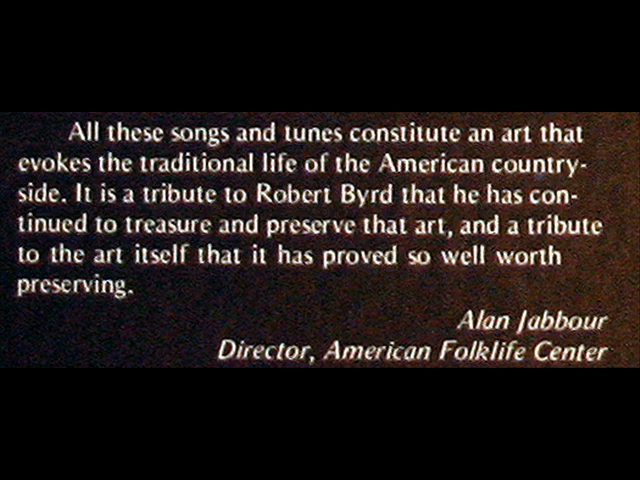 All these songs and tunes constitute an art that
evokes the traditional life of the American country-
side. It is a tribute to Robert Byrd that he has con-
tinued to treasure and preserve that art, and a tribute
to the art itself that it has proved so well worth
preserving.
Alan Jabbour
Director, American Folklife Center